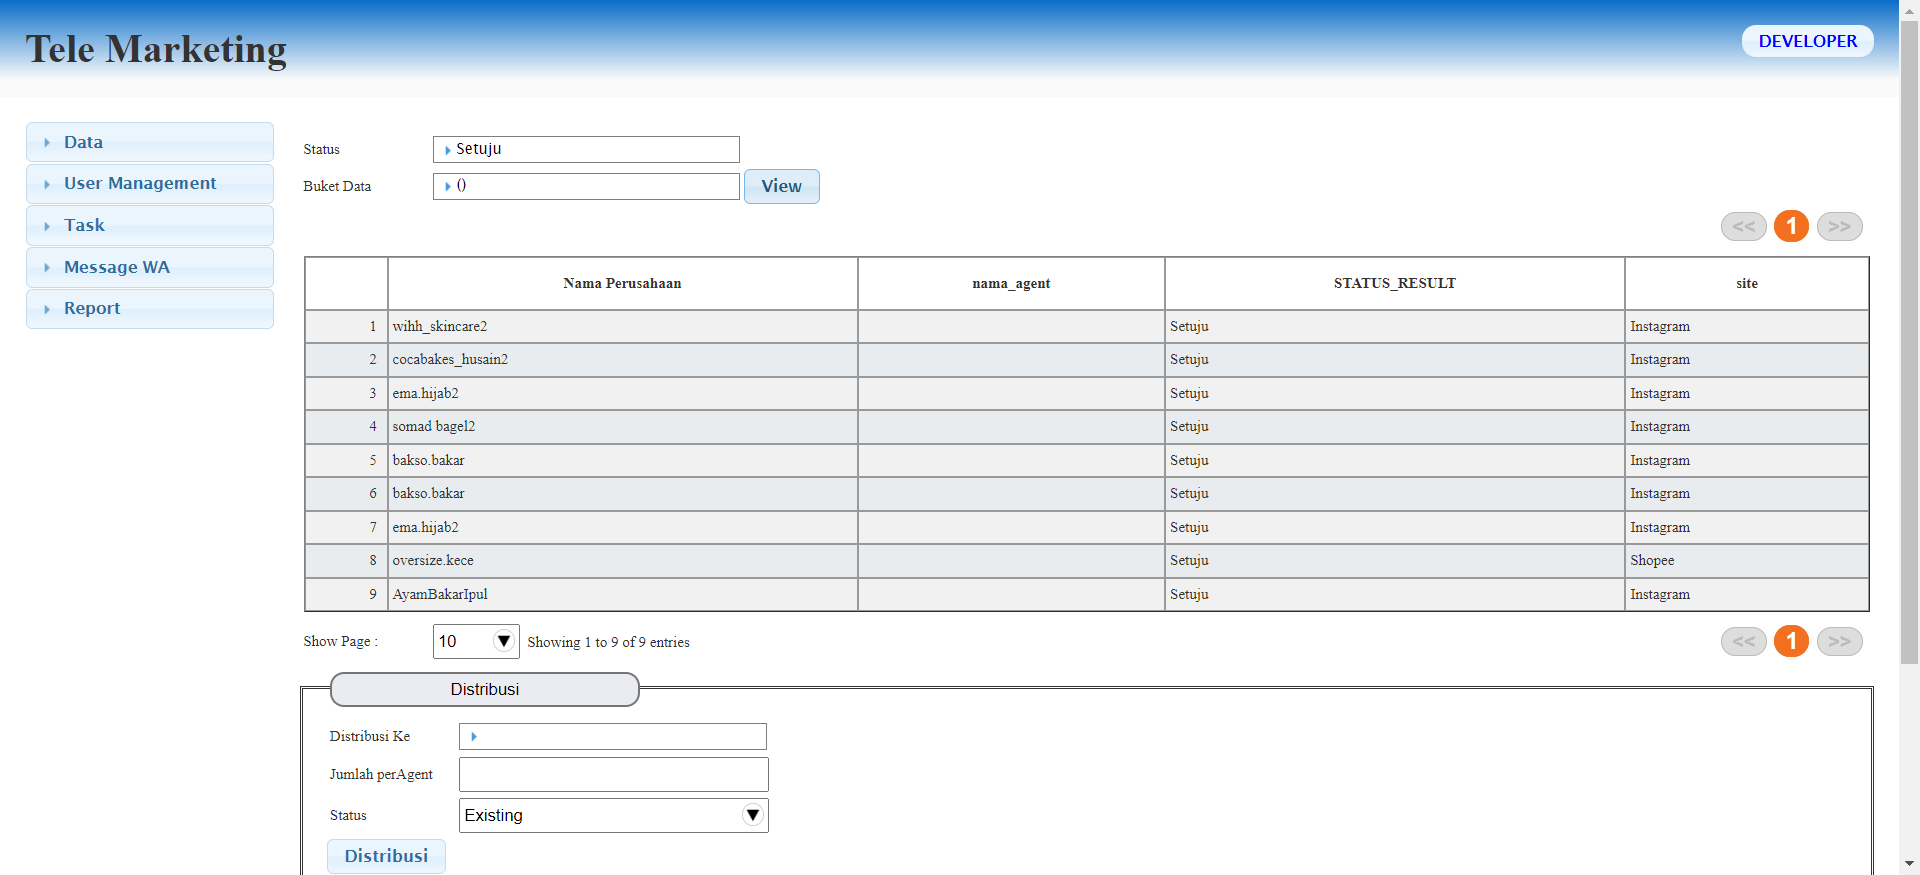 Tele Marketing
DEVELOPER
Data
User Management
Task
Message WA
Report
Status Setuju
Buket Data () View
<< 1 >>
Nama Perusahaan nama_agent STATUS_RESULT site
1 wihh_skincare2 Setuju Instagram
2 cocabakes_husain2 Setuju Instagram
3 ema.hijab2 Setuju Instagram
4 somad bagel2 Setuju Instagram
5 bakso.bakar Setuju Instagram
6 bakso.bakar Setuju Instagram
7 ema.hijab2 Setuju Instagram
8 oversize.kece Setuju Shopee
9 AyamBakarIpul Setuju Instagram
Show Page : 10 Showing 1 to 9 of 9 entries << 1 >>
Distribusi
Distribusi Ke
Jumlah perAgent
Status Existing
Distribusi